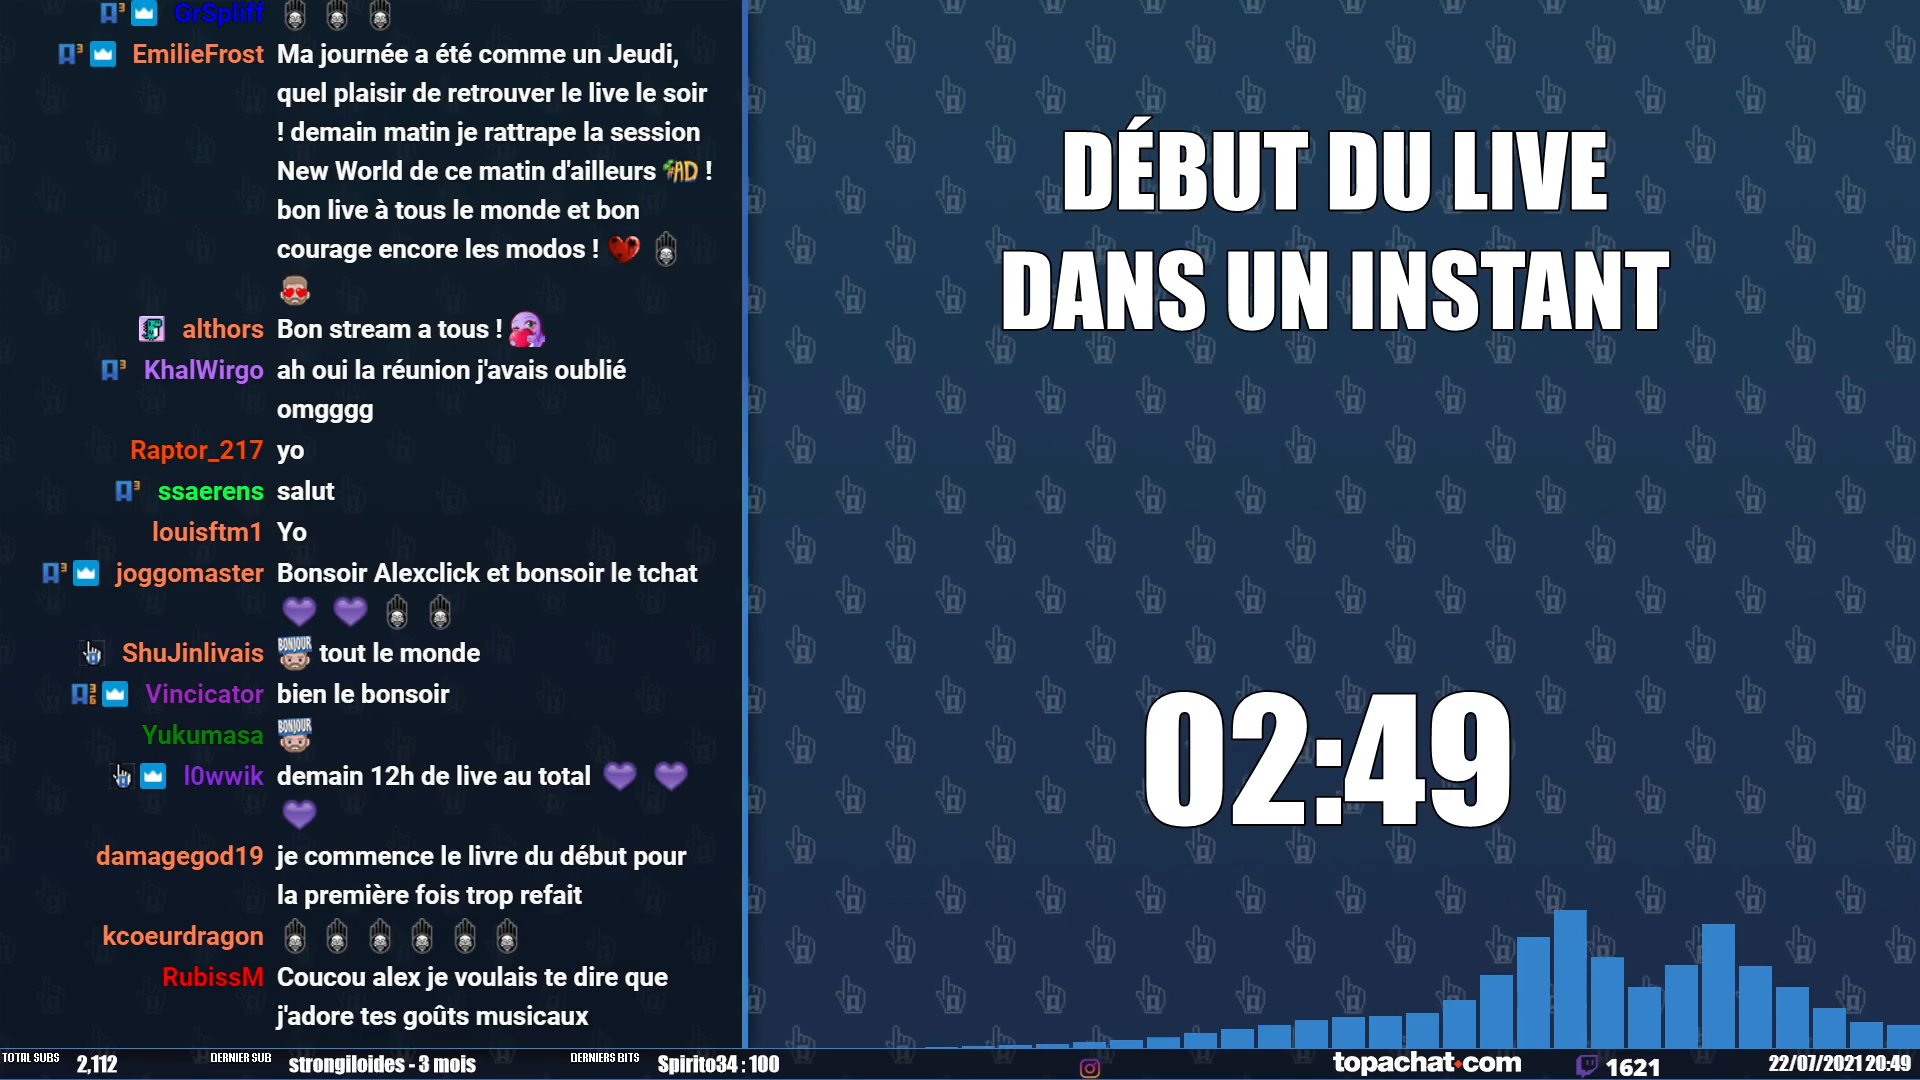 GrSpliff
EmilieFrost Ma journée a été comme un Jeudi,
quel plaisir de retrouver le live le soir
! demain matin je rattrape la session
New World de ce matin d'ailleurs AD !
bon live à tous le monde et bon
courage encore les modos !
althors Bon stream a tous !
KhalWirgo ah oui la réunion j'avais oublié
omgggg
Raptor_217 yo
ssaerens salut
louisftm1 Yo
joggomaster Bonsoir Alexclick et bonsoir le tchat
ShuJinlivais BONJOUR tout le monde
Vincicator bien le bonsoir
Yukumasa BONJOUR
l0wwik demain 12h de live au total
damagegod19 je commence le livre du début pour
la première fois trop refait
kcoeurdragon
RubissM Coucou alex je voulais te dire que
j'adore tes goûts musicaux
DÉBUT DU LIVE
DANS UN INSTANT
02:49
TOTAL SUBS 2,112 DERNIER SUB strongiloides - 3 mois DERNIERS BITS Spirito34 : 100 topachat.com 1621 22/07/2021 20:49